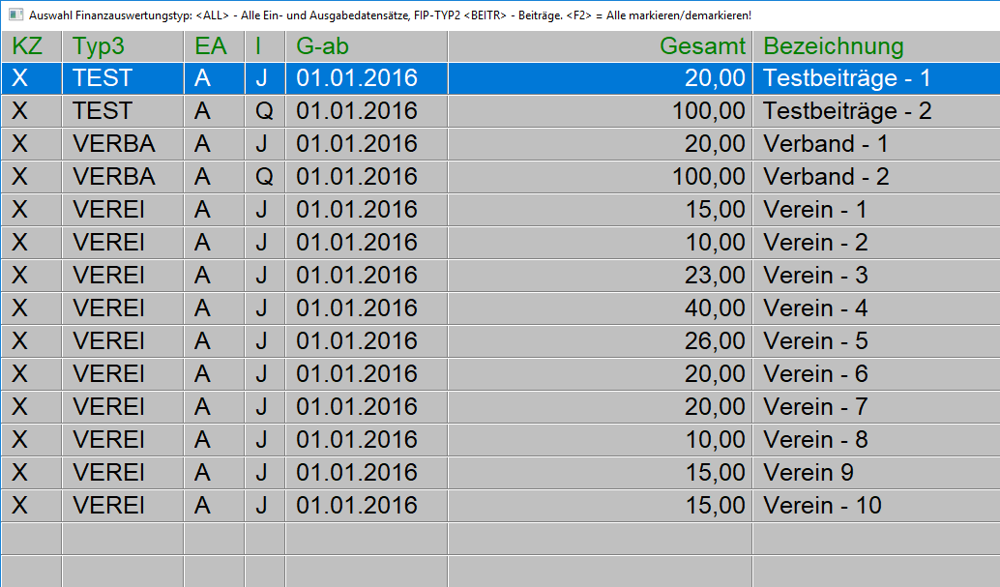 Auswahl Finanzauswertungstyp: <ALL> - Alle Ein- und Ausgabedatensätze, FIP-TYP2 <BEITR> - Beiträge. <F2> = Alle markieren/demarkieren!
KZ Typ3 EA I G-ab Gesamt Bezeichnung
X TEST A J 01.01.2016 20,00 Testbeiträge - 1
X TEST A Q 01.01.2016 100,00 Testbeiträge - 2
X VERBA A J 01.01.2016 20,00 Verband - 1
X VERBA A Q 01.01.2016 100,00 Verband - 2
X VEREI A J 01.01.2016 15,00 Verein - 1
X VEREI A J 01.01.2016 10,00 Verein - 2
X VEREI A J 01.01.2016 23,00 Verein - 3
X VEREI A J 01.01.2016 40,00 Verein - 4
X VEREI A J 01.01.2016 26,00 Verein - 5
X VEREI A J 01.01.2016 20,00 Verein - 6
X VEREI A J 01.01.2016 20,00 Verein - 7
X VEREI A J 01.01.2016 10,00 Verein - 8
X VEREI A J 01.01.2016 15,00 Verein 9
X VEREI A J 01.01.2016 15,00 Verein - 10